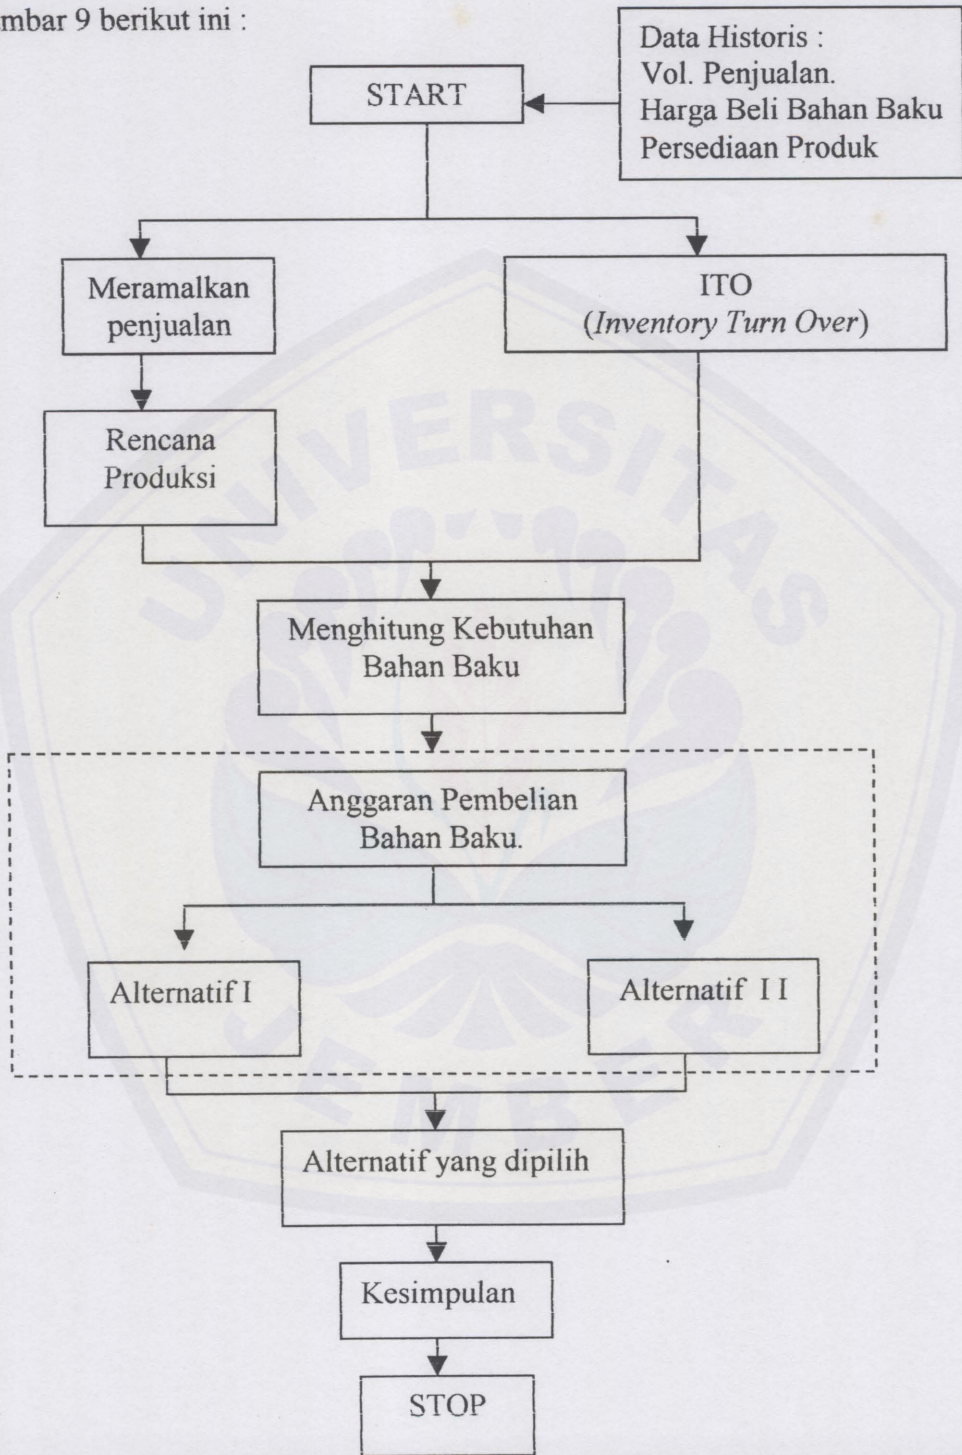 mbar 9 berikut ini :
Data Historis :
Vol. Penjualan.
Harga Beli Bahan Baku
Persediaan Produk
START
Meramalkan
penjualan
ITO
(Inventory Turn Over)
Rencana
Produksi
Menghitung Kebutuhan
Bahan Baku
Anggaran Pembelian
Bahan Baku.
Alternatif I
Alternatif I I
Alternatif yang dipilih
Kesimpulan
STOP
UNIVERSITAS
JEMBER